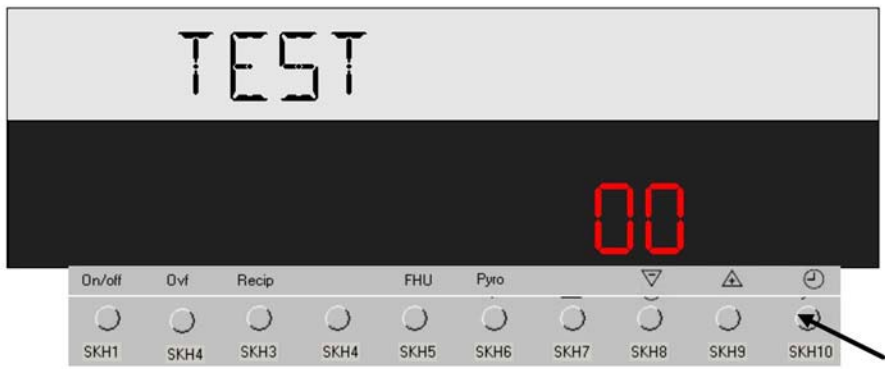 TEST
00
On/off Ovf Recip FHU Pyro
SKH1 SKH4 SKH3 SKH4 SKH5 SKH6 SKH7 SKH8 SKH9 SKH10